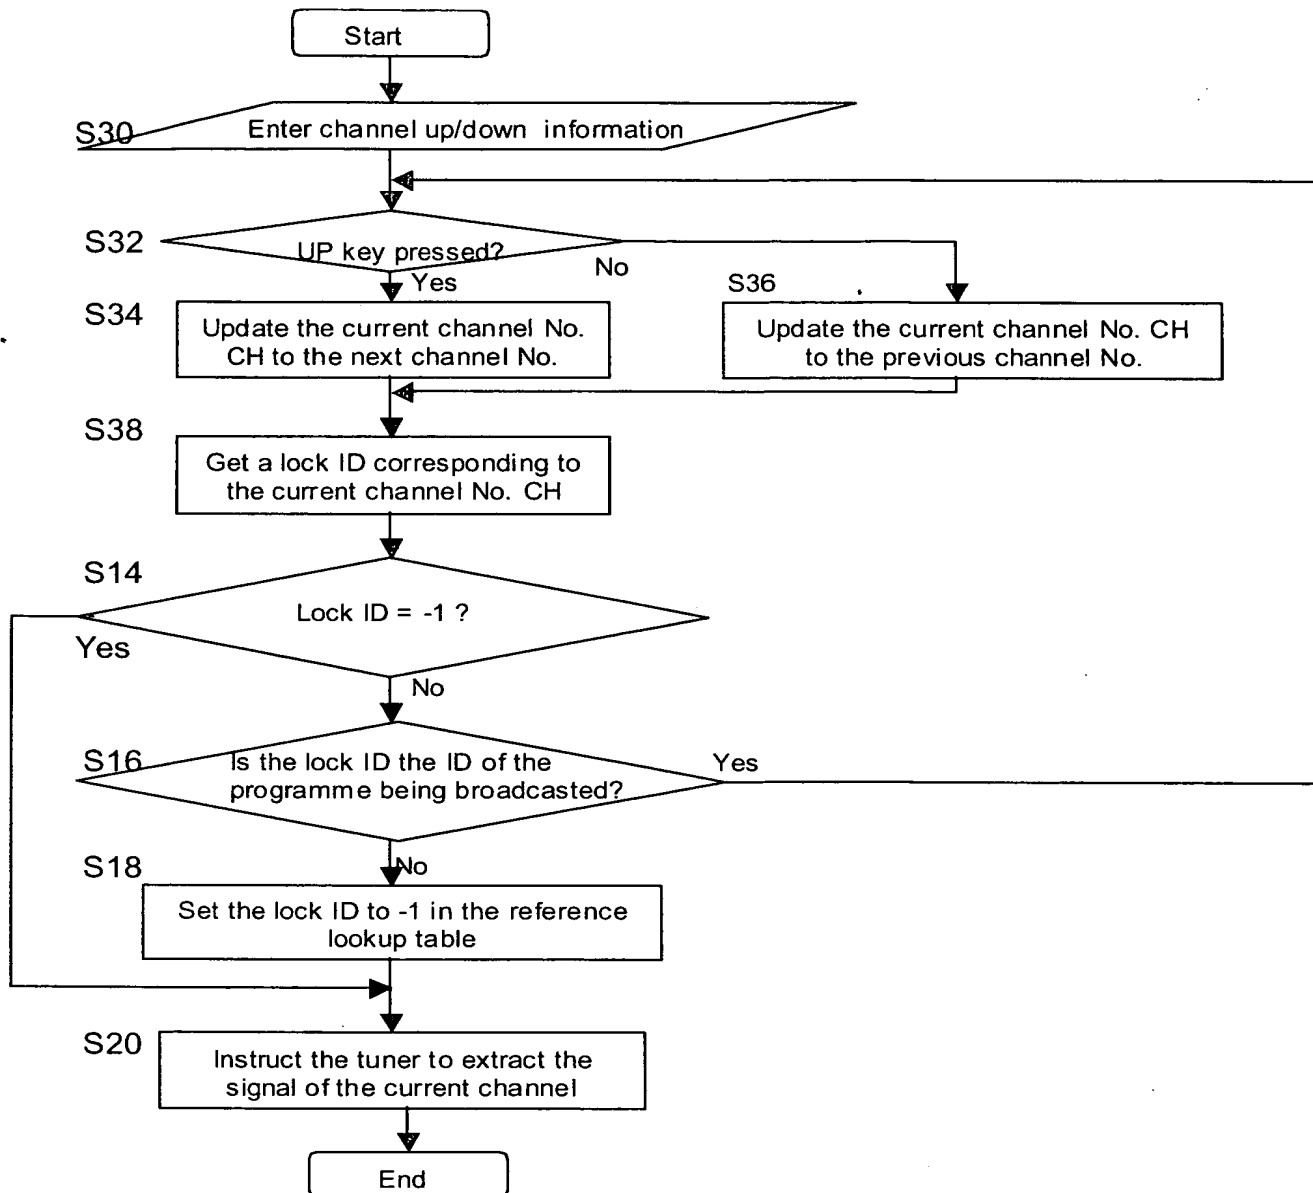 Start
S30
Enter channel up/down information
S32
UP key pressed?
No
Yes
S36
S34
Update the current channel No.
CH to the next channel No.
Update the current channel No. CH
to the previous channel No.
S38
Get a lock ID corresponding to
the current channel No. CH
S14
Lock ID = -1 ?
Yes
No
S16
Is the lock ID the ID of the
programme being broadcasted?
Yes
No
S18
Set the lock ID to -1 in the reference
lookup table
S20
Instruct the tuner to extract the
signal of the current channel
End